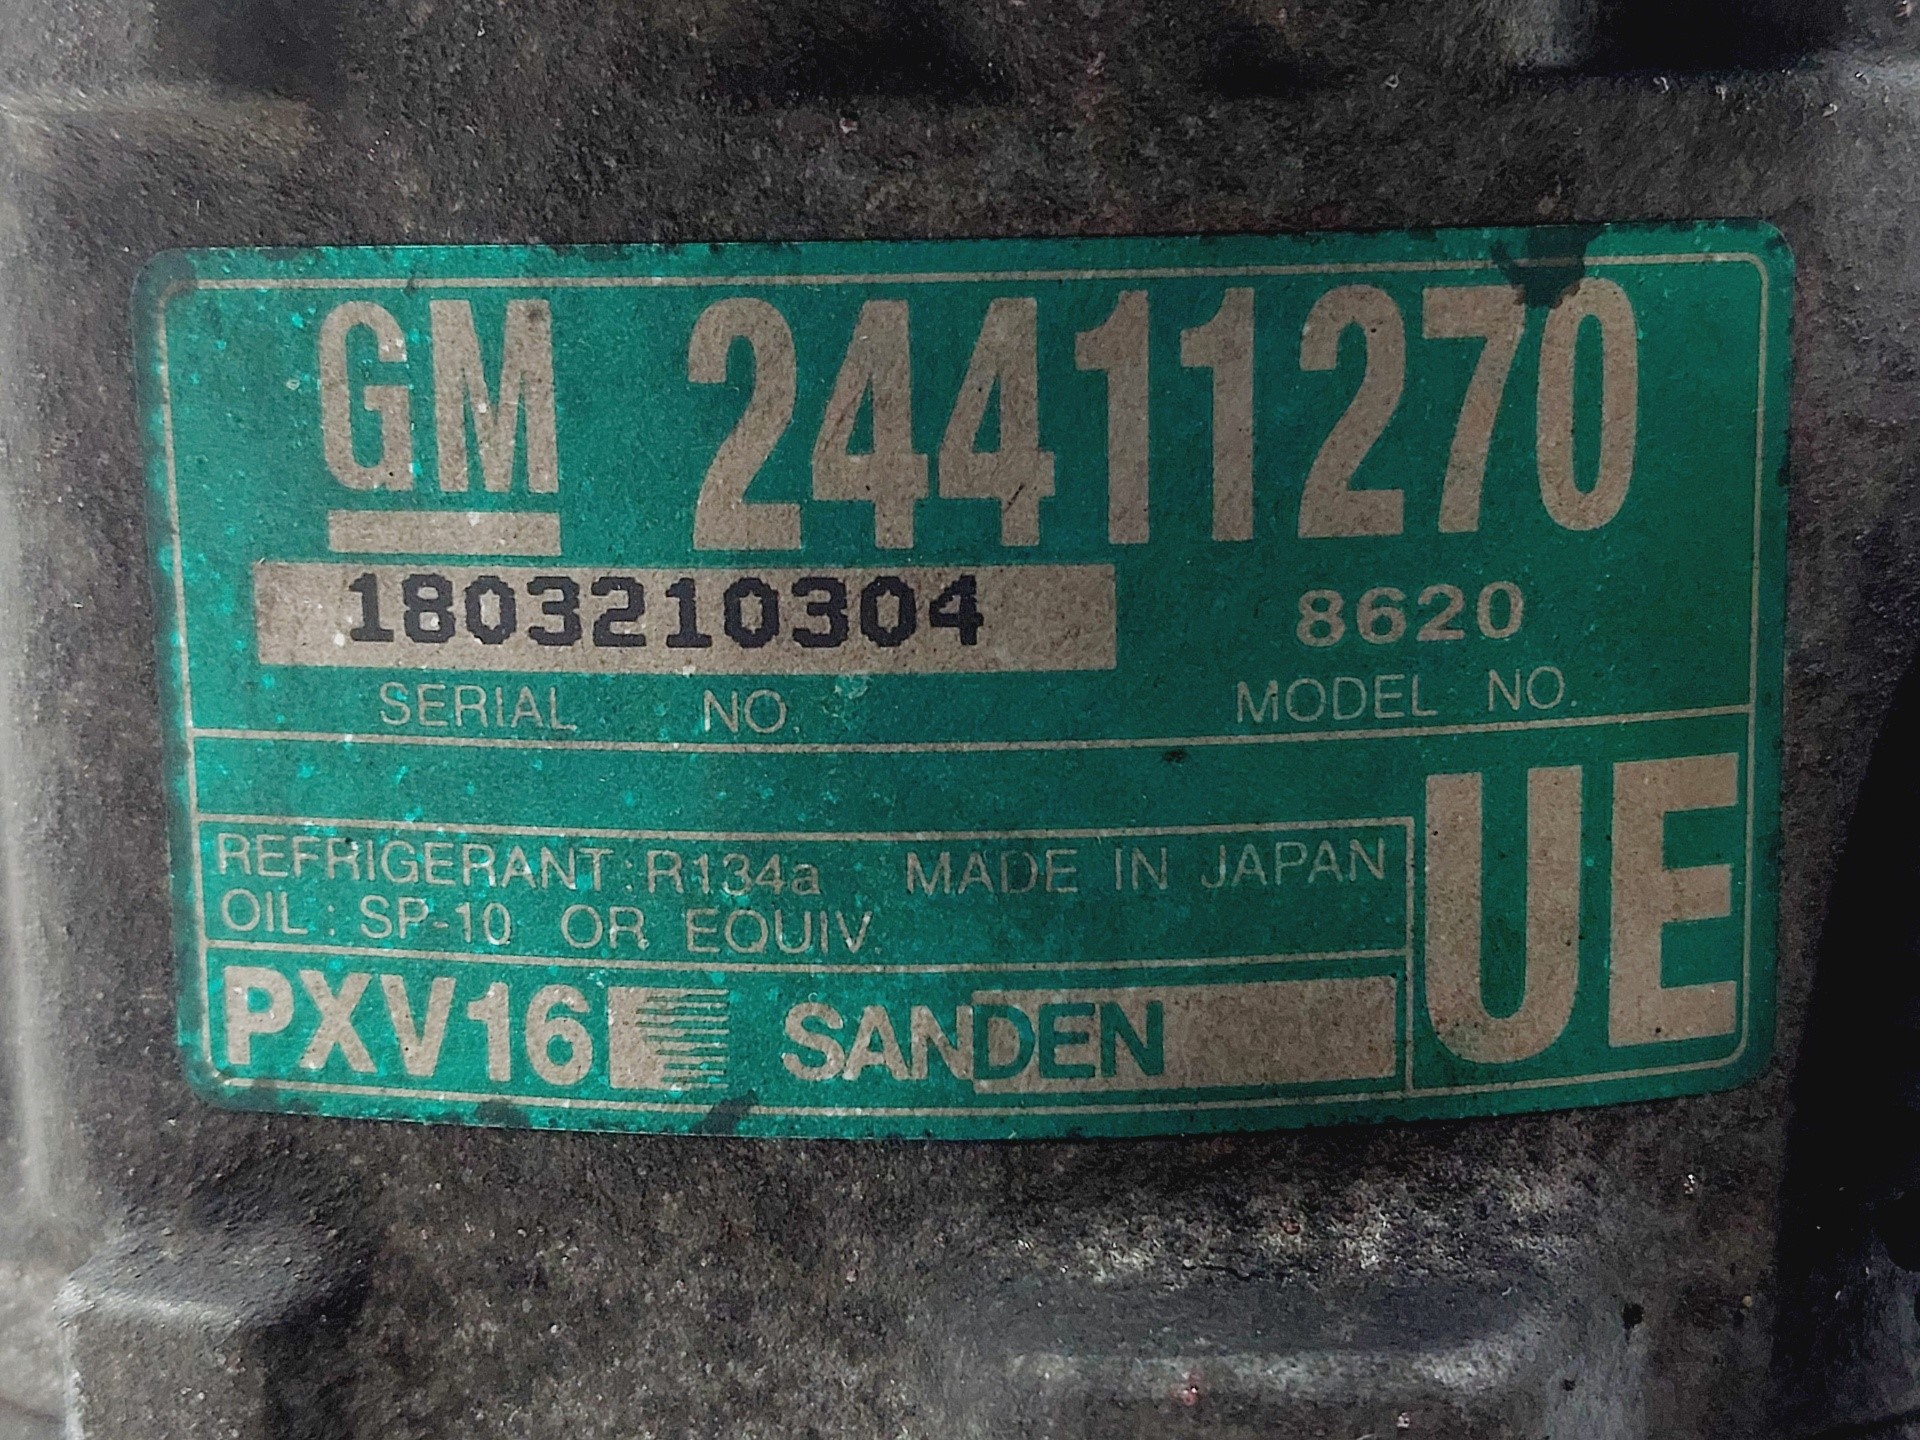 GM 24411270
1803210304 8620
SERIAL NO. MODEL NO.
REFRIGERANT : R134a MADE IN JAPAN
OIL : SP-10 OR EQUIV.
UE
PXV16 SANDEN